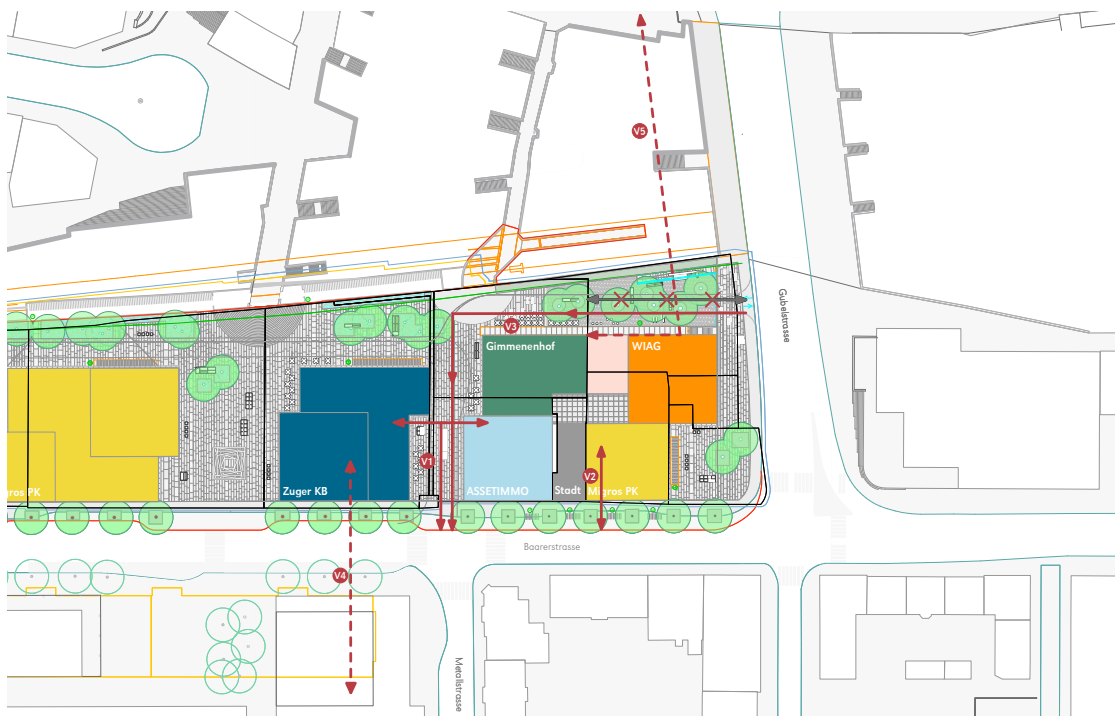 V5
Gubelstrasse
V3
Gimmenenhof
WIAG
V1
V2
gros PK
Zuger KB
ASSETIMMO
Stadt
Migros PK
Baarerstrasse
V4
Metallstrasse